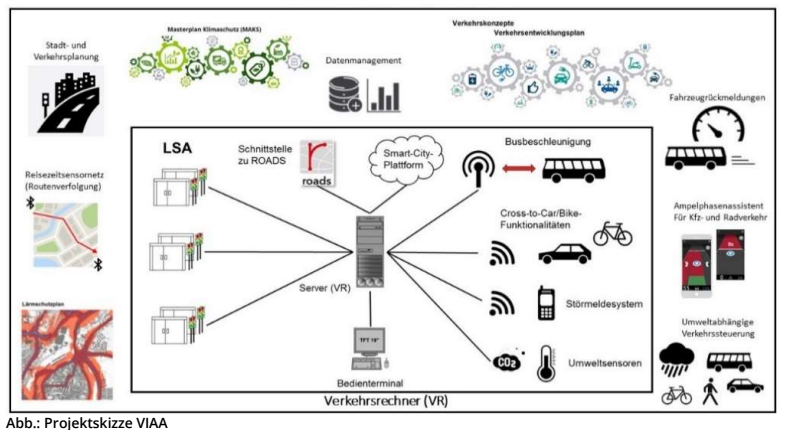 Masterplan Klimaschutz (MAKS)
Verkehrskonzepte
Verkehrsentwicklungsplan
Stadt- und
Verkehrsplanung
Datenmanagement
Fahrzeugrückmeldungen
LSA
Schnittstelle
zu ROADS
roads
Smart-City-
Plattform
Busbeschleunigung
Reisezeitsensornetz
(Routenverfolgung)
Cross-to-Car/Bike-
Funktionalitäten
Ampelphasenassistent
Für Kfz- und Radverkehr
Server (VR)
Störmeldesystem
Lärmschutzplan
TFT 19"
Umweltabhängige
Verkehrssteuerung
CO2
Umweltsensoren
Bedienterminal
Verkehrsrechner (VR)
Abb.: Projektskizze VIAA